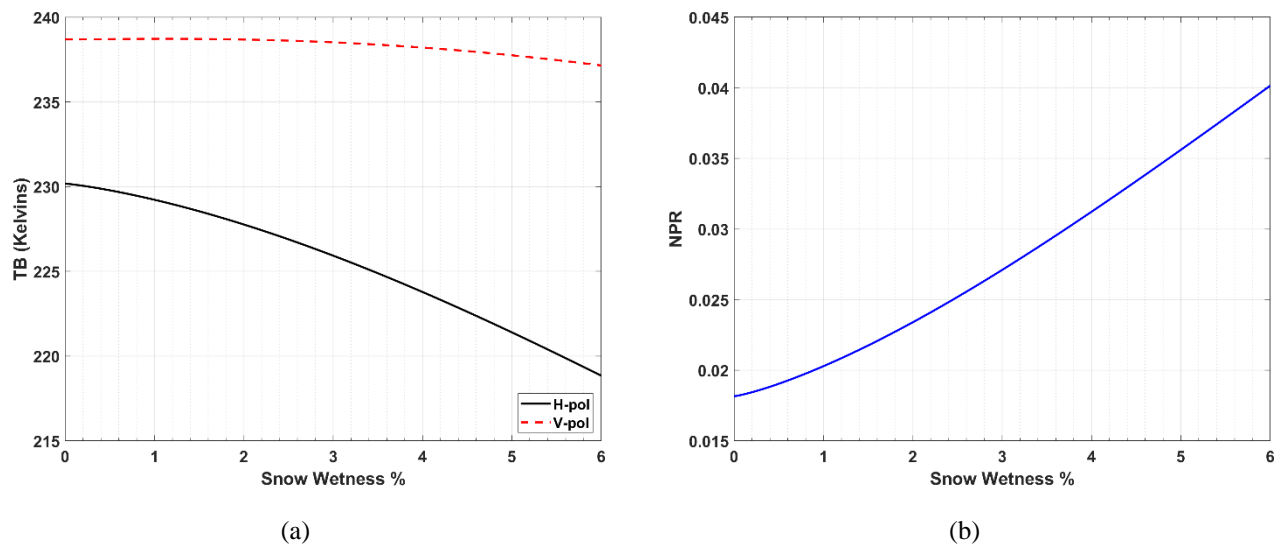 240
235
230
225
220
215
TB (Kelvins)
0 1 2 3 4 5 6
Snow Wetness %
H-pol
V-pol
(a)
0.045
0.04
0.035
0.03
0.025
0.02
0.015
NPR
0 1 2 3 4 5 6
Snow Wetness %
(b)